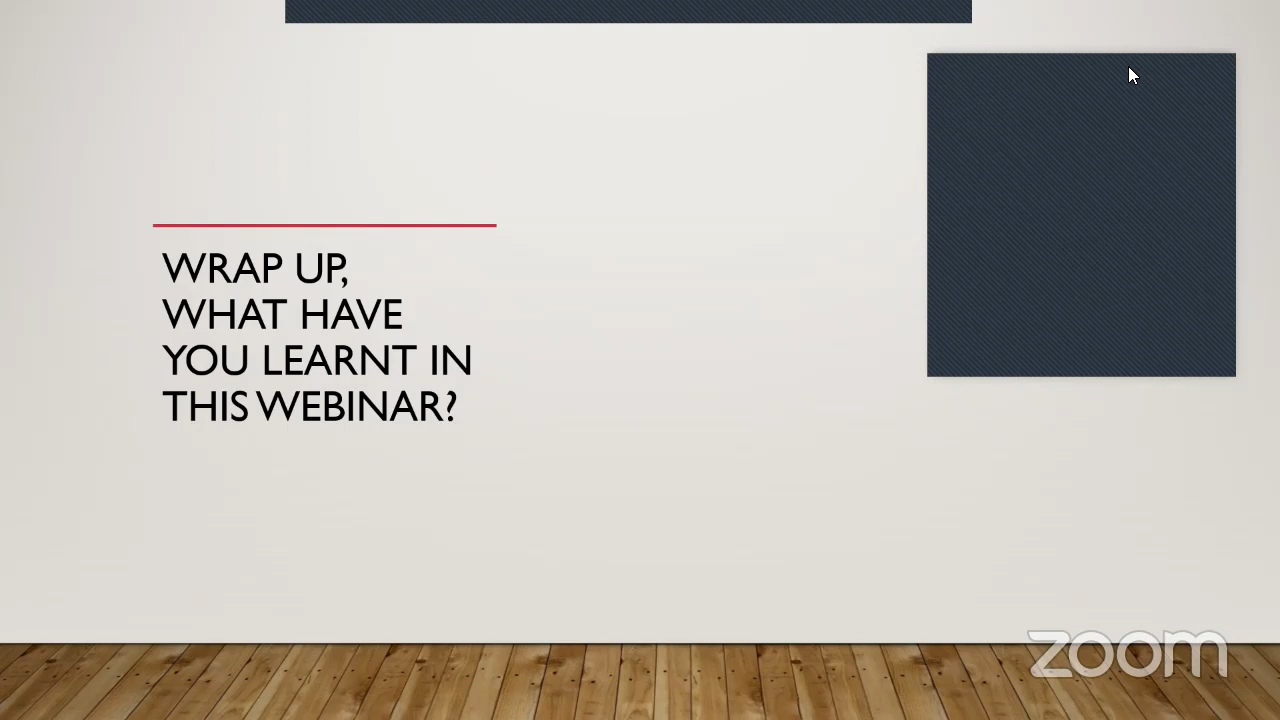 WRAP UP,
WHAT HAVE
YOU LEARNT IN
THIS WEBINAR?
zoom